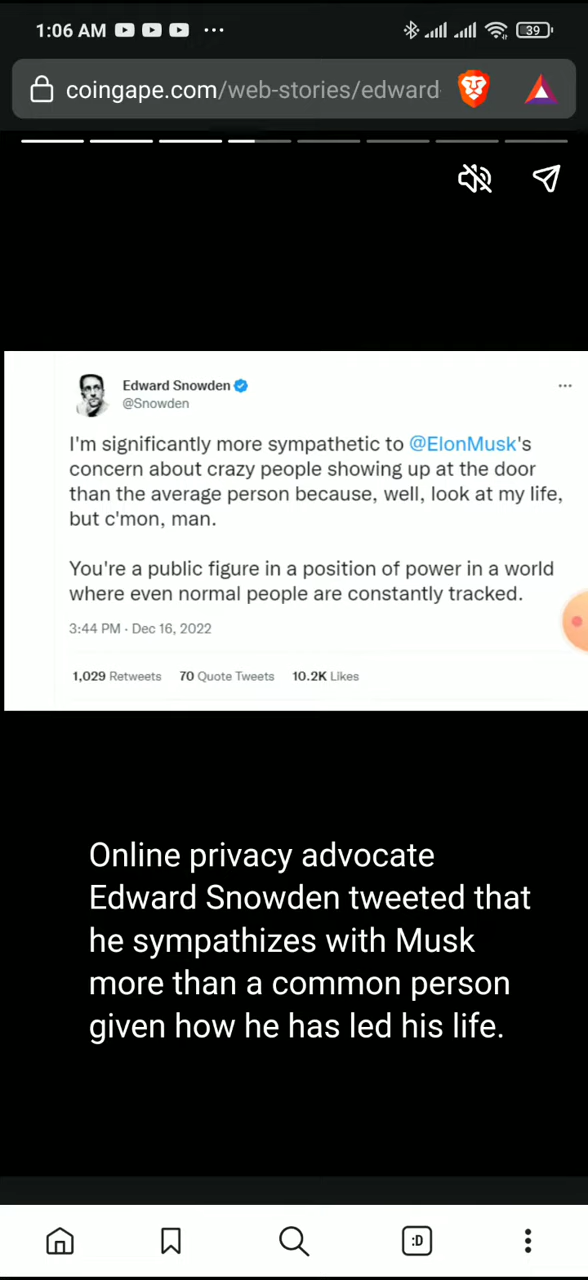 1:06 AM ... 39
coingape.com/web-stories/edward
Edward Snowden
@Snowden
I'm significantly more sympathetic to @ElonMusk's
concern about crazy people showing up at the door
than the average person because, well, look at my life,
but c'mon, man.
You're a public figure in a position of power in a world
where even normal people are constantly tracked.
3:44 PM · Dec 16, 2022
1,029 Retweets 70 Quote Tweets 10.2K Likes
Online privacy advocate
Edward Snowden tweeted that
he sympathizes with Musk
more than a common person
given how he has led his life.
:D